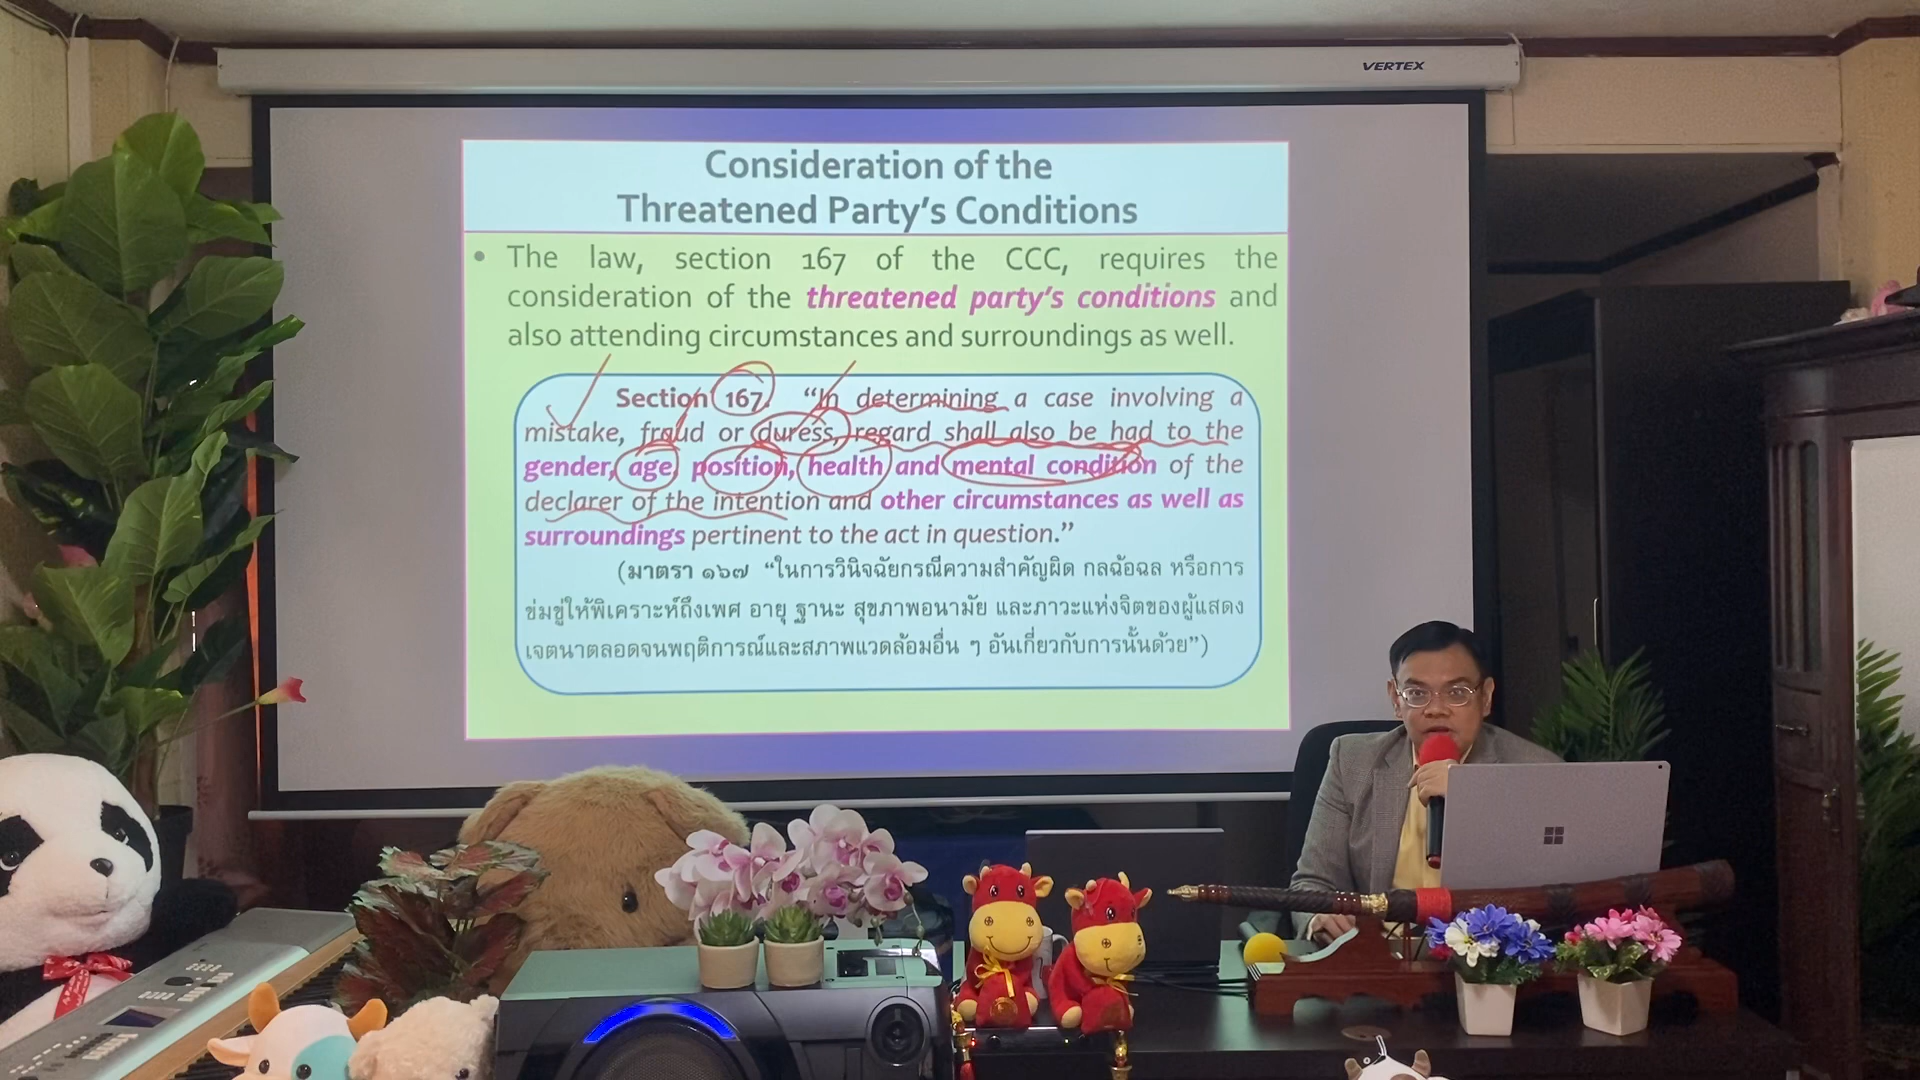 VERTEX
Consideration of the
Threatened Party’s Conditions
• The law, section 167 of the CCC, requires the
consideration of the threatened party’s conditions and
also attending circumstances and surroundings as well.
Section 167. “In determining a case involving a
mistake, fraud or duress, regard shall also be had to the
gender, age, position, health and mental condition of the
declarer of the intention and other circumstances as well as
surroundings pertinent to the act in question.”
(มาตรา ๑๖๗ “ในการวินิจฉัยกรณีความสำคัญผิด กลฉ้อฉล หรือการ
ข่มขู่ให้พิเคราะห์ถึงเพศ อายุ ฐานะ สุขภาพอนามัย และภาวะแห่งจิตของผู้แสดง
เจตนาตลอดจนพฤติการณ์และสภาพแวดล้อมอื่น ๆ อันเกี่ยวกับการนั้นด้วย”)